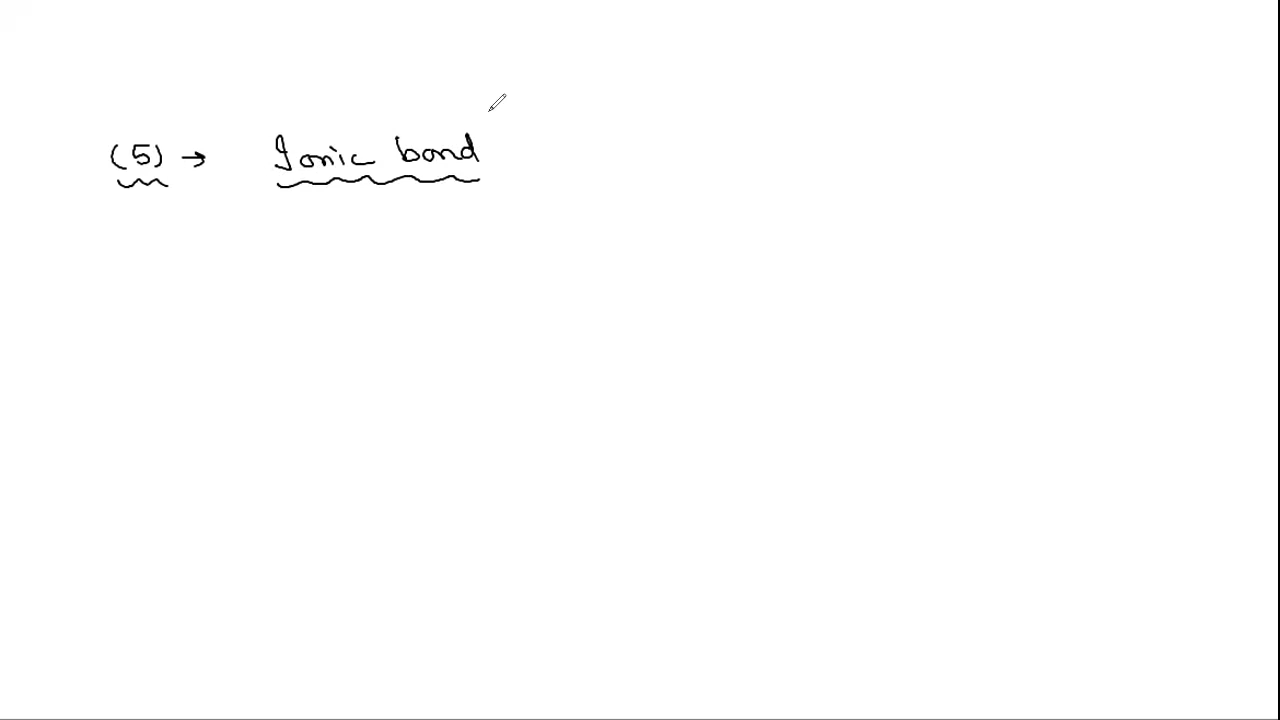 (5) → Ionic bond